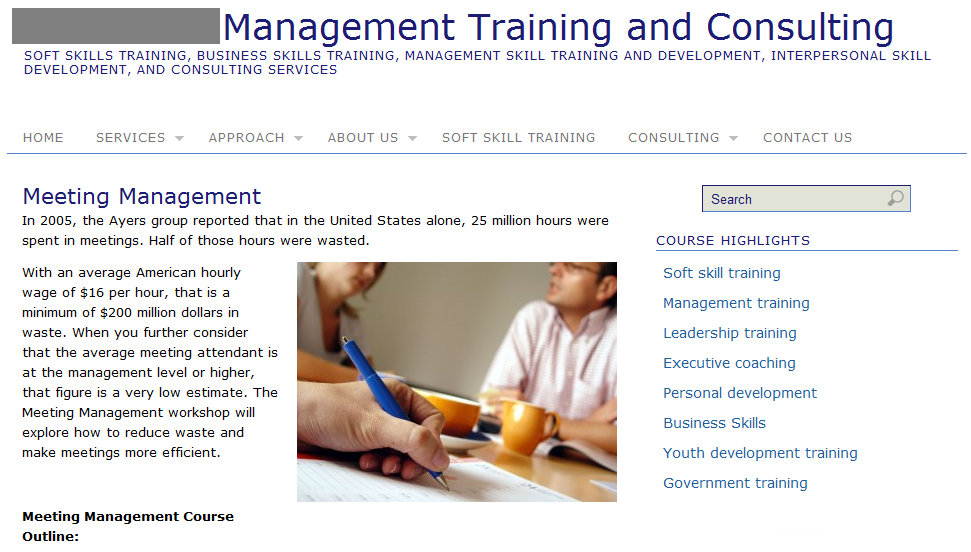 Management Training and Consulting
SOFT SKILLS TRAINING, BUSINESS SKILLS TRAINING, MANAGEMENT SKILL TRAINING AND DEVELOPMENT, INTERPERSONAL SKILL
DEVELOPMENT, AND CONSULTING SERVICES
HOME SERVICES APPROACH ABOUT US SOFT SKILL TRAINING CONSULTING CONTACT US
Meeting Management
In 2005, the Ayers group reported that in the United States alone, 25 million hours were
spent in meetings. Half of those hours were wasted.
With an average American hourly
wage of $16 per hour, that is a
minimum of $200 million dollars in
waste. When you further consider
that the average meeting attendant is
at the management level or higher,
that figure is a very low estimate. The
Meeting Management workshop will
explore how to reduce waste and
make meetings more efficient.
Meeting Management Course
Outline:
Search
COURSE HIGHLIGHTS
Soft skill training
Management training
Leadership training
Executive coaching
Personal development
Business Skills
Youth development training
Government training